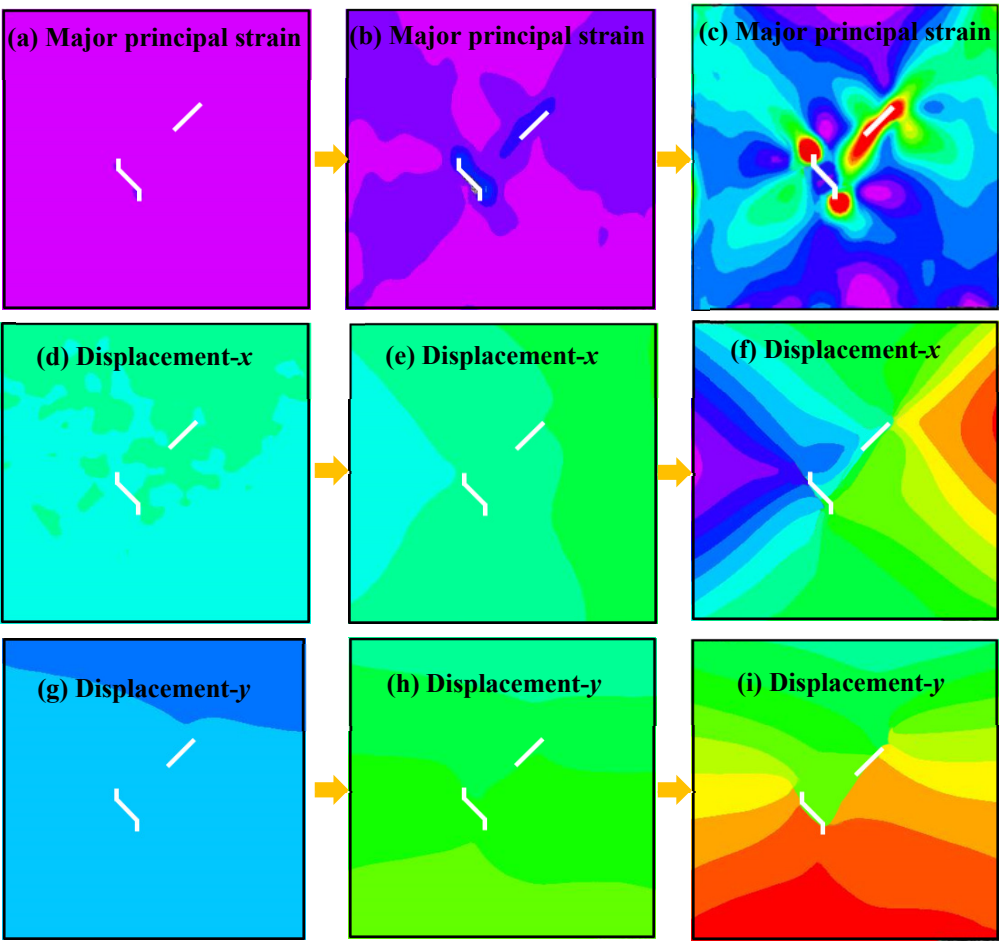 (a) Major principal strain
(b) Major principal strain
(c) Major principal strain
(d) Displacement-x
(e) Displacement-x
(f) Displacement-x
(g) Displacement-y
(h) Displacement-y
(i) Displacement-y